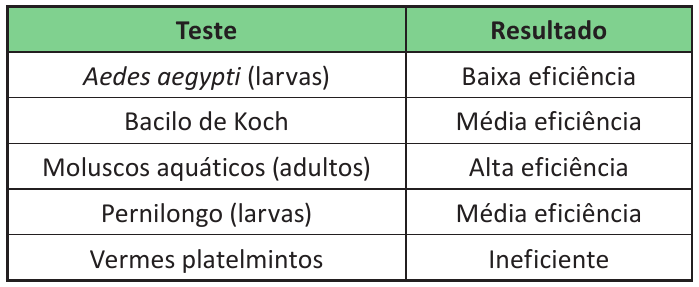 Teste Resultado
Aedes aegypti (larvas) Baixa eficiência
Bacilo de Koch Média eficiência
Moluscos aquáticos (adultos) Alta eficiência
Pernilongo (larvas) Média eficiência
Vermes platelmintos Ineficiente